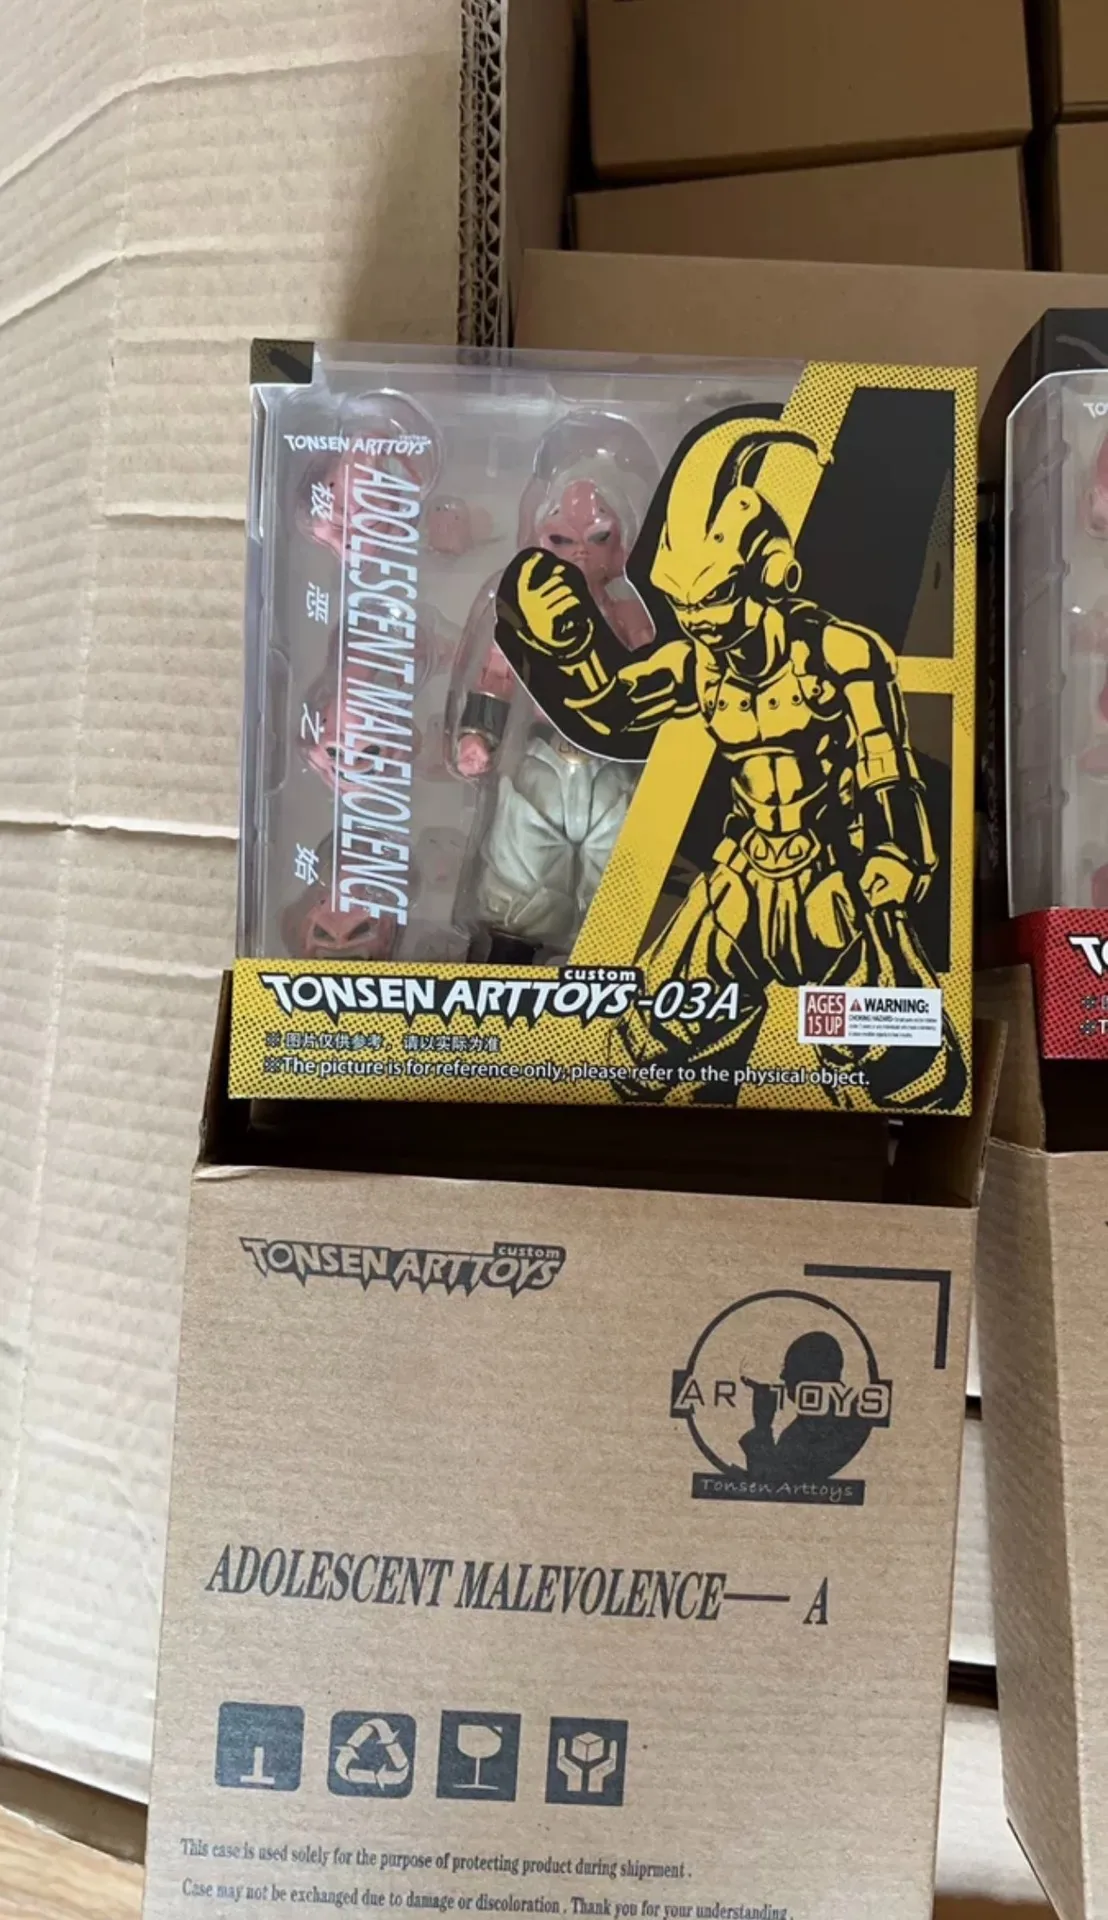 TONSEN ARTTOYS custom
ADOLESCENT MALEVOLENCE
极恶之始
TONSEN ARTTOYS custom -03A
AGES 15 UP
WARNING:
※图片仅供参考,请以实际为准
※The picture is for reference only, please refer to the physical object.
TONSEN ARTTOYS custom
ARTTOYS
Tonsen Arttoys
ADOLESCENT MALEVOLENCE— A
This case is used solely for the purpose of protecting product during shiprment .
Case may not be exchanged due to damage or discoloration . Thank you for your understanding .